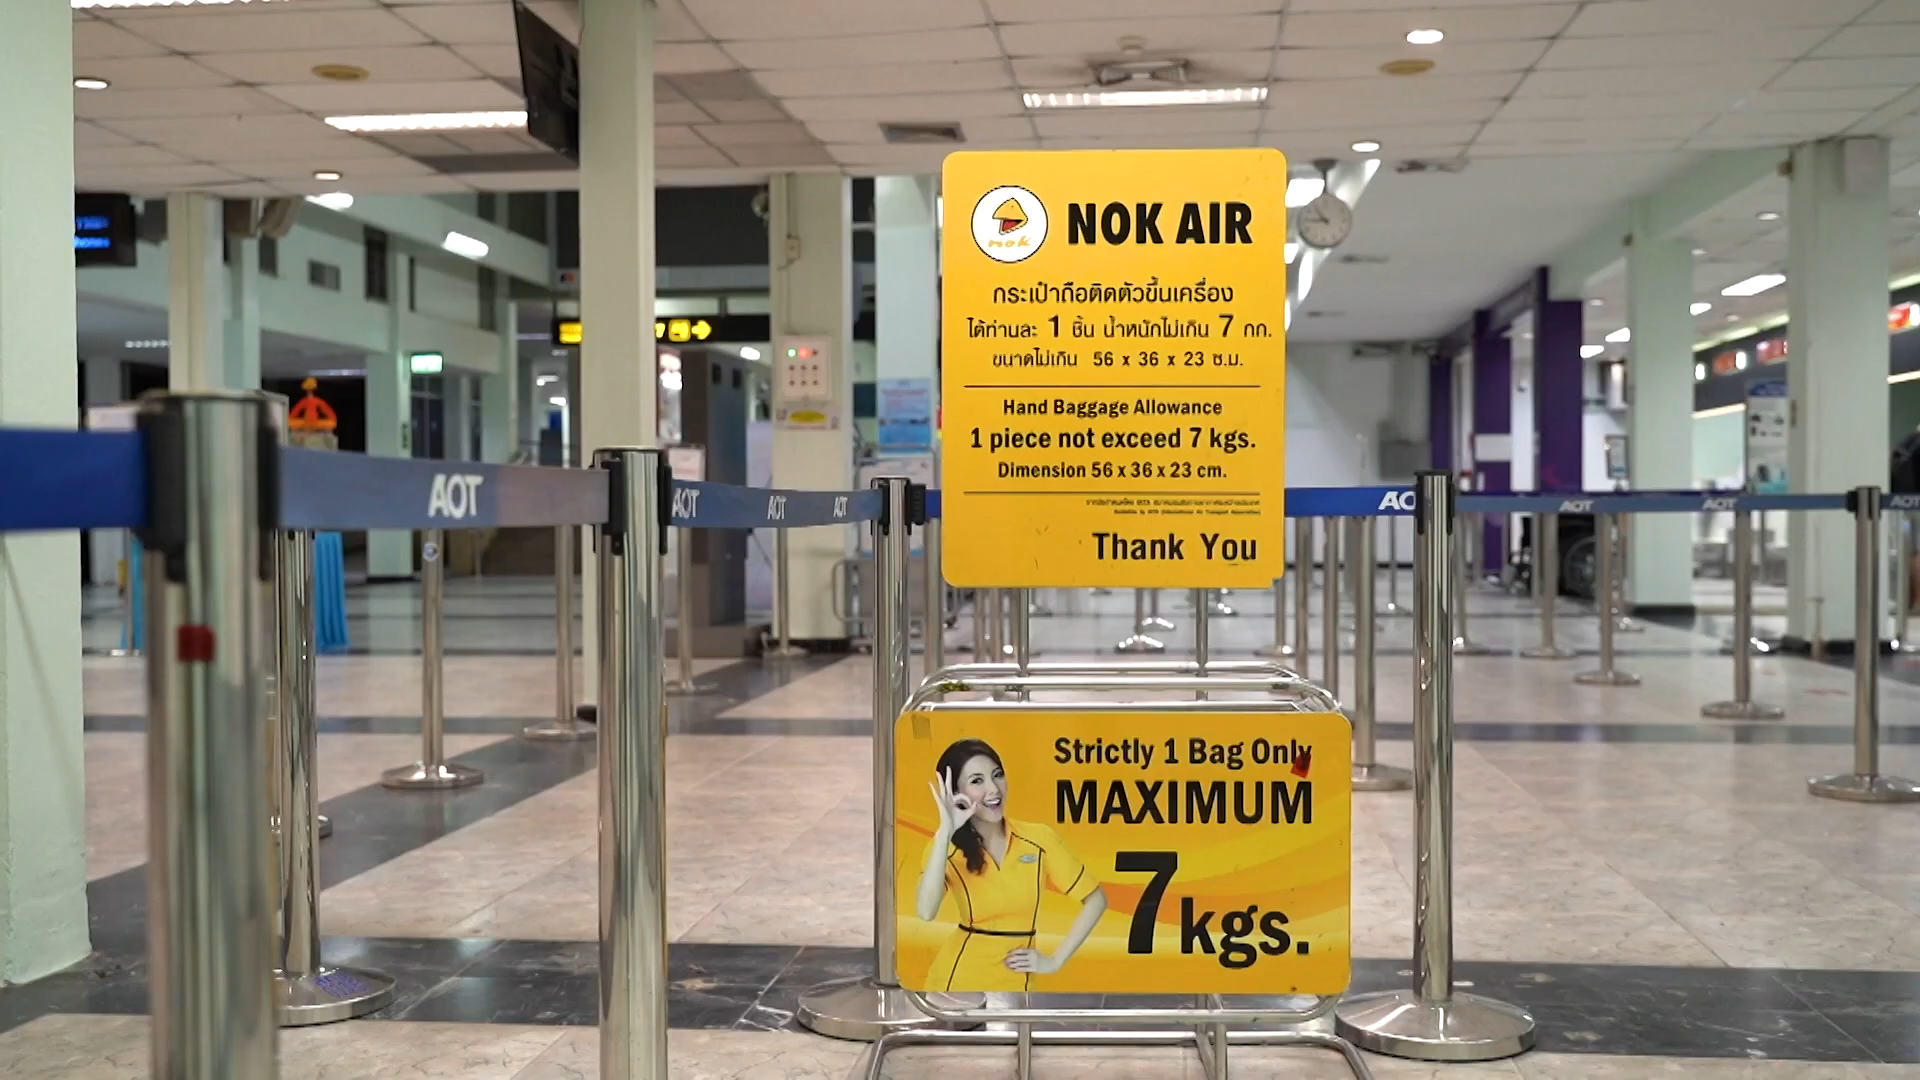 nok
NOK AIR
กระเป๋าถือติดตัวขึ้นเครื่อง
ได้ท่านละ 1 ชิ้น น้ำหนักไม่เกิน 7 กก.
ขนาดไม่เกิน 56 x 36 x 23 ซ.ม.
Hand Baggage Allowance
1 piece not exceed 7 kgs.
Dimension 56 x 36 x 23 cm.
Thank You
Strictly 1 Bag Only
MAXIMUM
7 kgs.
AOT
AOT
AOT
AOT
AOT
AOT
AOT